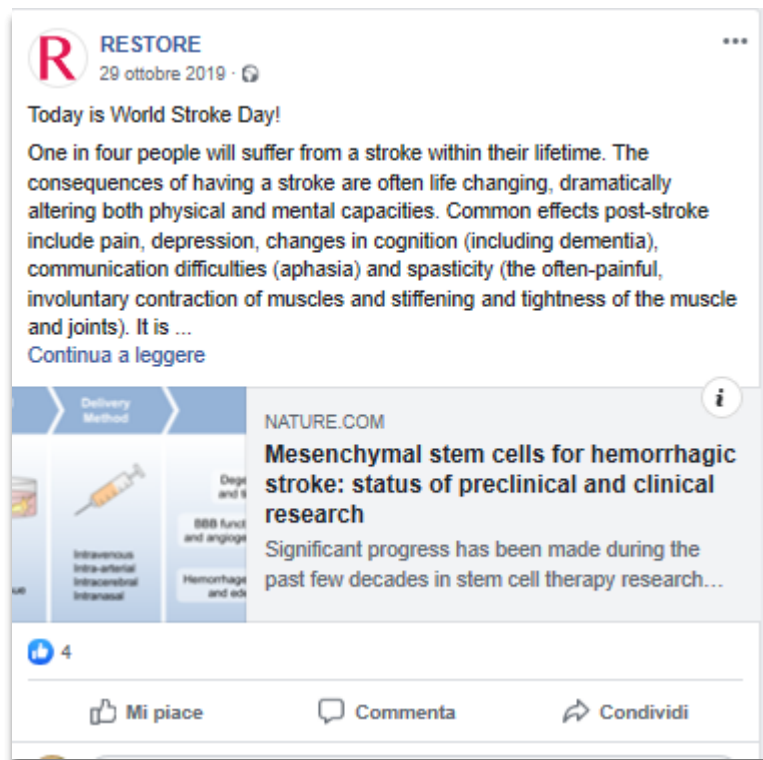 R
RESTORE
29 ottobre 2019 ·
Today is World Stroke Day!
One in four people will suffer from a stroke within their lifetime. The
consequences of having a stroke are often life changing, dramatically
altering both physical and mental capacities. Common effects post-stroke
include pain, depression, changes in cognition (including dementia),
communication difficulties (aphasia) and spasticity (the often-painful,
involuntary contraction of muscles and stiffening and tightness of the muscle
and joints). It is ...
Continua a leggere
Delivery
Method
Intravenous
Intra-arterial
Intracerebral
Intranasal
BBB
and
Hemorrhage
and
i
NATURE.COM
Mesenchymal stem cells for hemorrhagic
stroke: status of preclinical and clinical
research
Significant progress has been made during the
past few decades in stem cell therapy research...
4
Mi piace
Commenta
Condividi